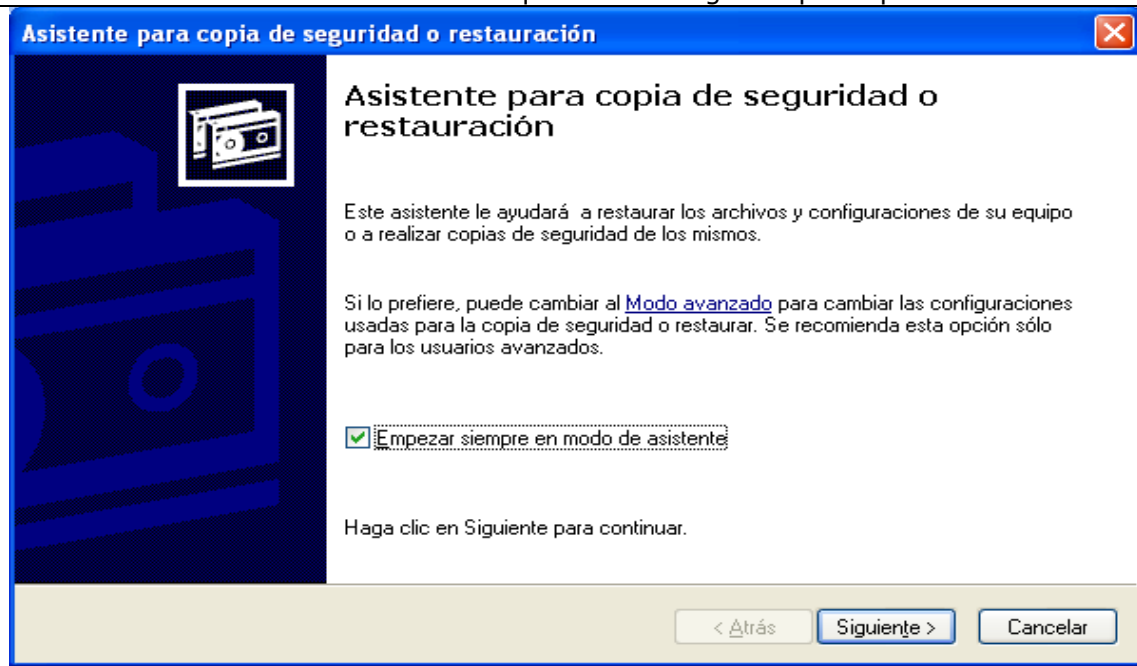 Asistente para copia de seguridad o restauración
Asistente para copia de seguridad o
restauración
Este asistente le ayudará a restaurar los archivos y configuraciones de su equipo
o a realizar copias de seguridad de los mismos.
Si lo prefiere, puede cambiar al Modo avanzado para cambiar las configuraciones
usadas para la copia de seguridad o restaurar. Se recomienda esta opción sólo
para los usuarios avanzados.
Empezar siempre en modo de asistente
Haga clic en Siguiente para continuar.
< Atrás Siguiente > Cancelar